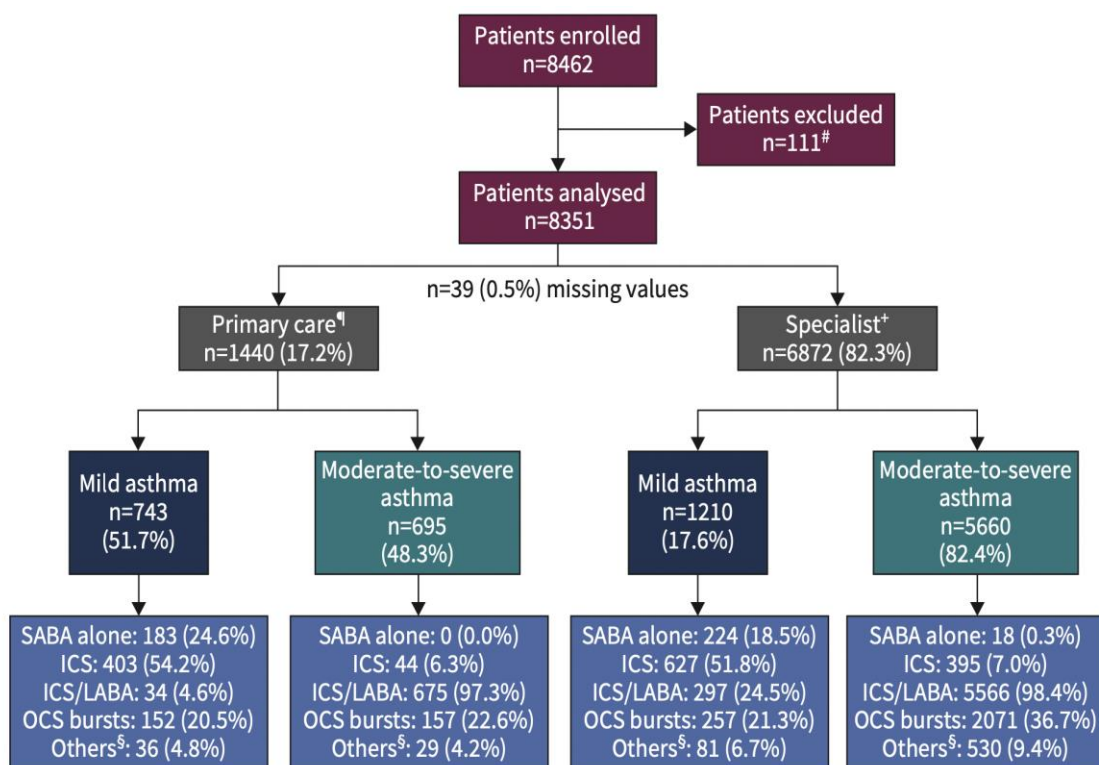 Patients enrolled
n=8462
Patients excluded
n=111#
Patients analysed
n=8351
n=39 (0.5%) missing values
Primary care¶
n=1440 (17.2%)
Specialist+
n=6872 (82.3%)
Mild asthma
n=743
(51.7%)
Moderate-to-severe
asthma
n=695
(48.3%)
Mild asthma
n=1210
(17.6%)
Moderate-to-severe
asthma
n=5660
(82.4%)
SABA alone: 183 (24.6%)
ICS: 403 (54.2%)
ICS/LABA: 34 (4.6%)
OCS bursts: 152 (20.5%)
Others§: 36 (4.8%)
SABA alone: 0 (0.0%)
ICS: 44 (6.3%)
ICS/LABA: 675 (97.3%)
OCS bursts: 157 (22.6%)
Others§: 29 (4.2%)
SABA alone: 224 (18.5%)
ICS: 627 (51.8%)
ICS/LABA: 297 (24.5%)
OCS bursts: 257 (21.3%)
Others§: 81 (6.7%)
SABA alone: 18 (0.3%)
ICS: 395 (7.0%)
ICS/LABA: 5566 (98.4%)
OCS bursts: 2071 (36.7%)
Others§: 530 (9.4%)